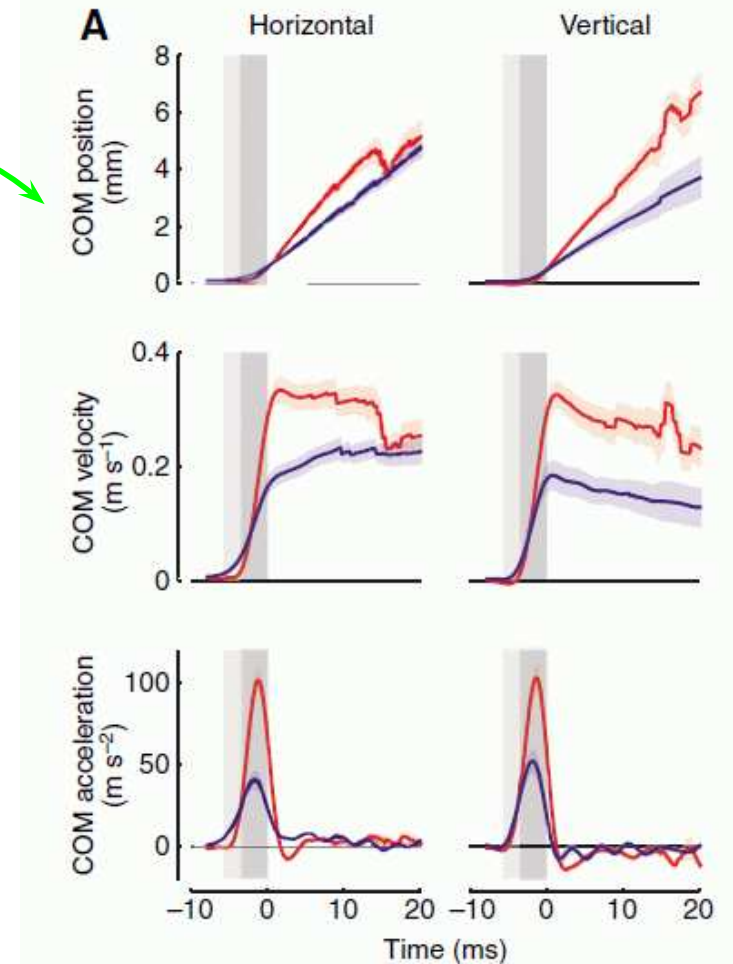 A
Horizontal
Vertical
COM position
(mm)
8
6
4
2
0
COM velocity
(m s⁻¹)
0.4
0.2
0
COM acceleration
(m s⁻²)
100
50
0
−10 0 10 20 −10 0 10 20
Time (ms)